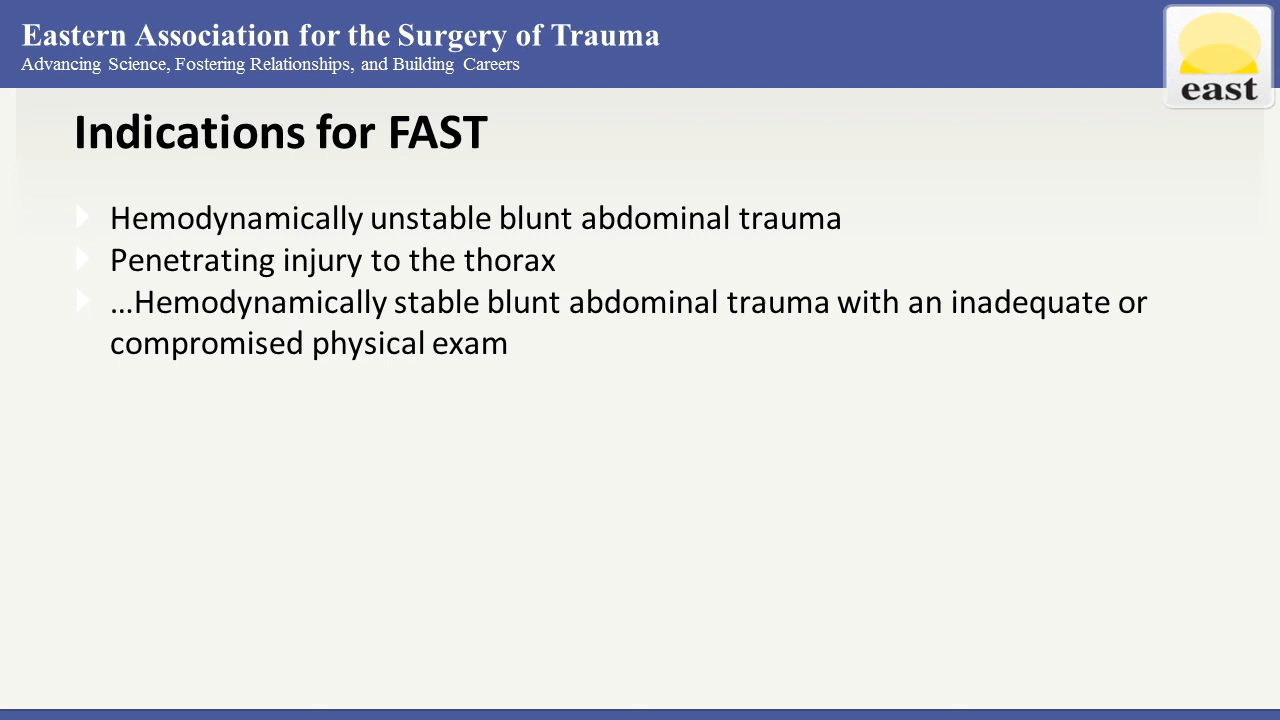 Eastern Association for the Surgery of Trauma
Advancing Science, Fostering Relationships, and Building Careers
east
Indications for FAST
Hemodynamically unstable blunt abdominal trauma
Penetrating injury to the thorax
…Hemodynamically stable blunt abdominal trauma with an inadequate or
compromised physical exam